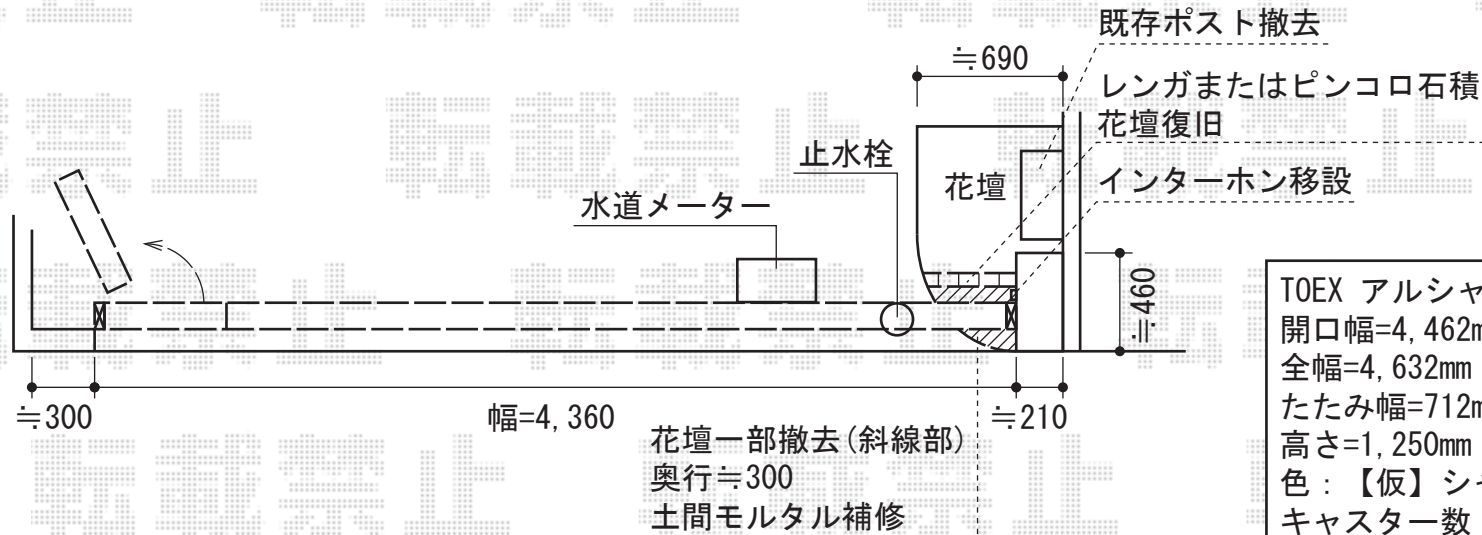 既存ポスト撤去
≒690
レンガまたはピンコロ石積
花壇復旧
止水栓
花壇
インターホン移設
水道メーター
≒460
TOEX アルシャ
開口幅=4,462m
全幅=4,632mm
たたみ幅=712m
高さ=1,250mm
色：【仮】シャ
キャスター数
≒300
幅=4,360
≒210
花壇一部撤去(斜線部)
奥行≒300
土間モルタル補修
転載禁止